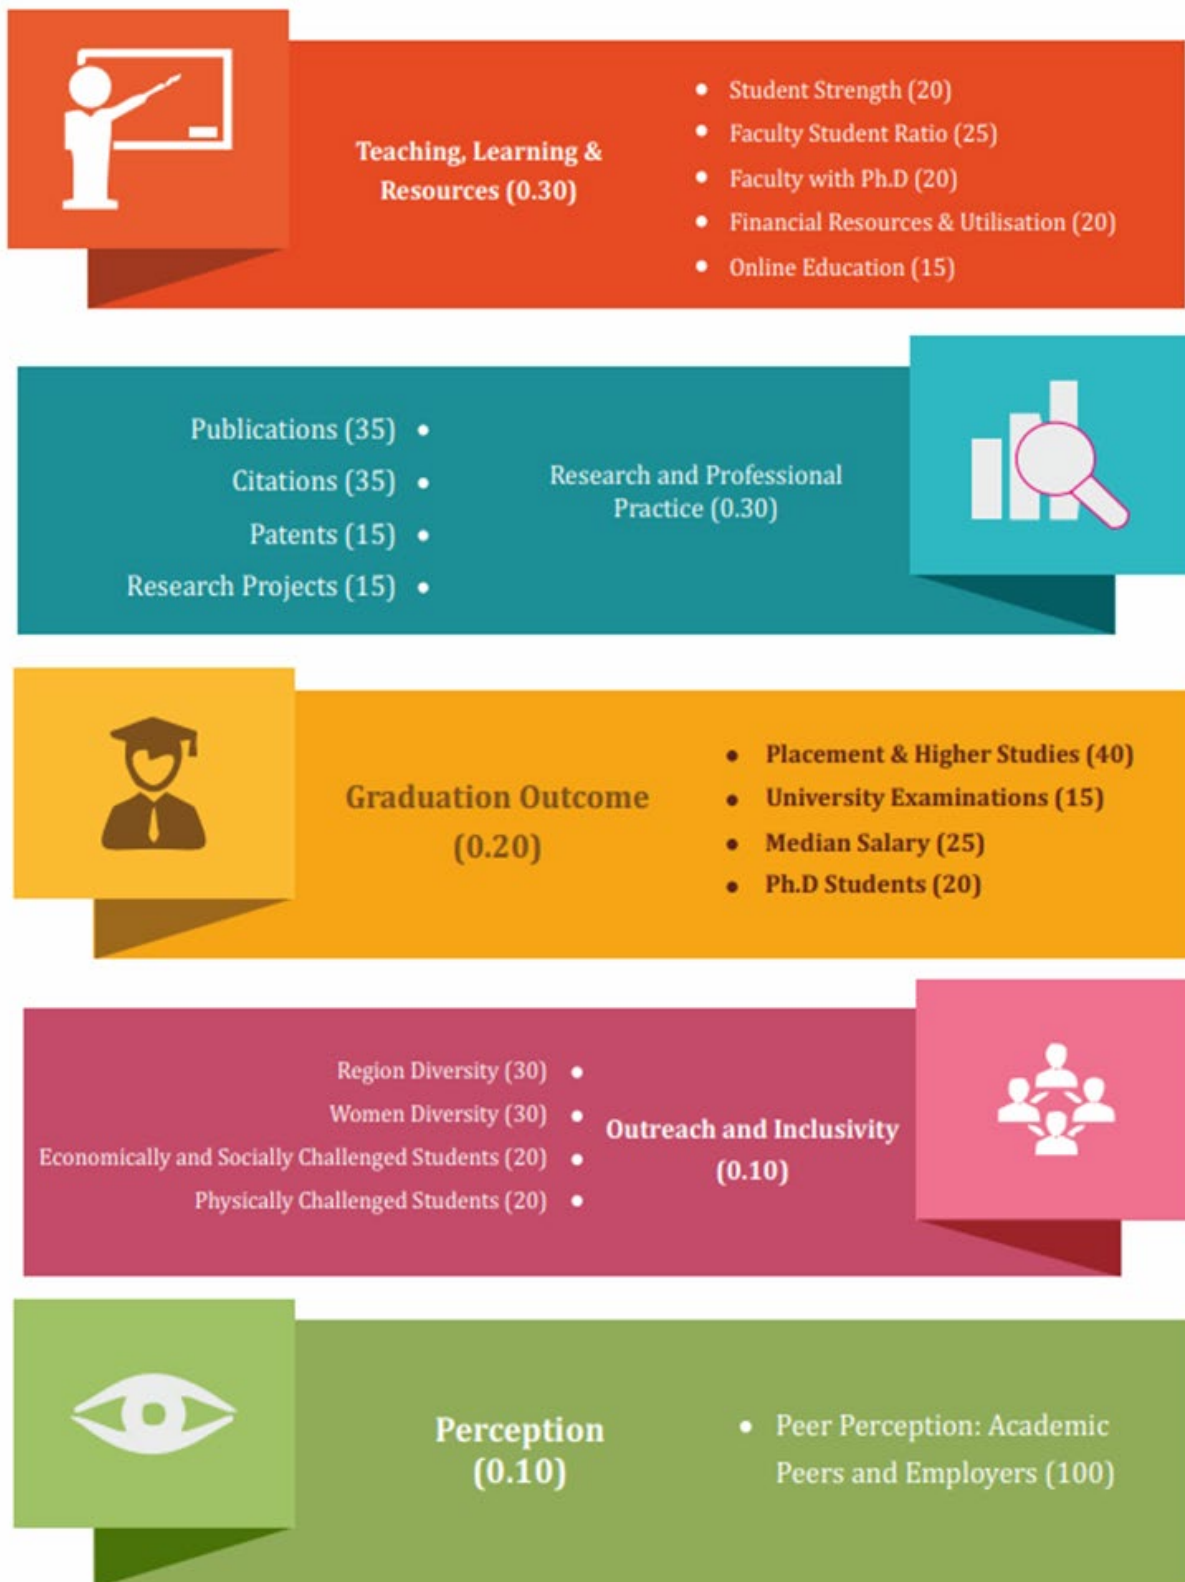 Teaching, Learning &
Resources (0.30)
• Student Strength (20)
• Faculty Student Ratio (25)
• Faculty with Ph.D (20)
• Financial Resources & Utilisation (20)
• Online Education (15)
Publications (35) •
Citations (35) •
Patents (15) •
Research Projects (15) •
Research and Professional
Practice (0.30)
Graduation Outcome
(0.20)
• Placement & Higher Studies (40)
• University Examinations (15)
• Median Salary (25)
• Ph.D Students (20)
Region Diversity (30) •
Women Diversity (30) •
Economically and Socially Challenged Students (20) •
Physically Challenged Students (20) •
Outreach and Inclusivity
(0.10)
Perception
(0.10)
• Peer Perception: Academic
Peers and Employers (100)